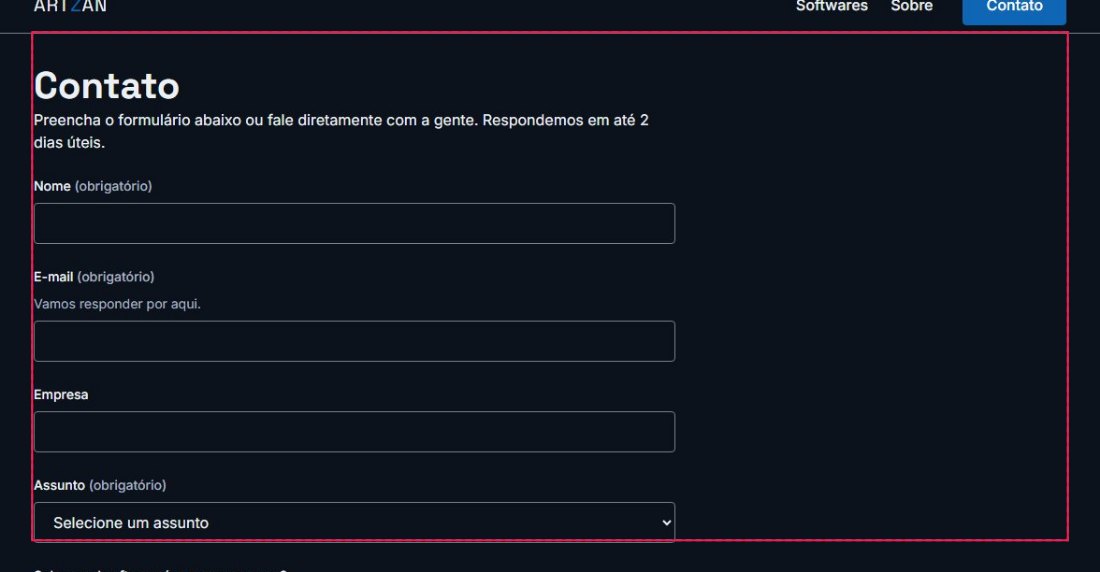 ARTZAN
Softwares Sobre Contato
Contato
Preencha o formulário abaixo ou fale diretamente com a gente. Respondemos em até 2
dias úteis.
Nome (obrigatório)
E-mail (obrigatório)
Vamos responder por aqui.
Empresa
Assunto (obrigatório)
Selecione um assunto